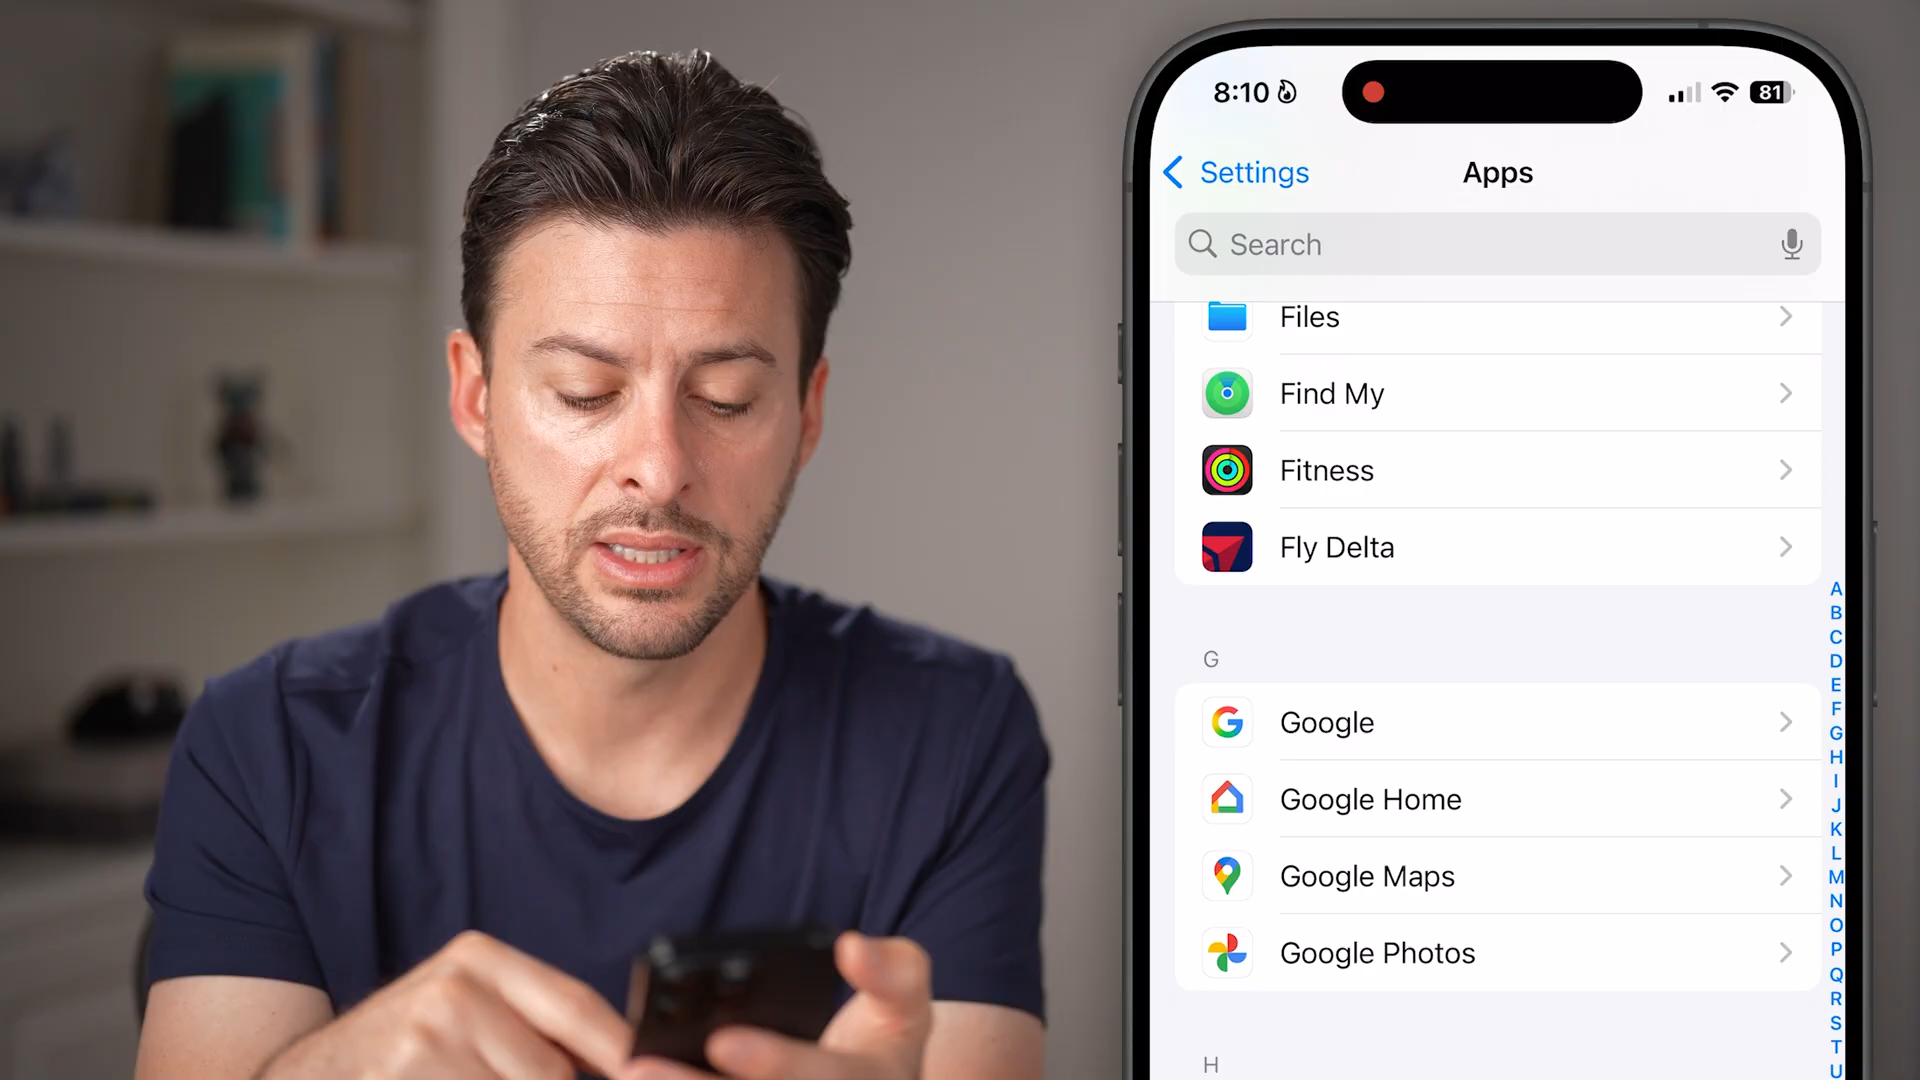 8:10
81
Settings
Apps
Search
Files
Find My
Fitness
Fly Delta
G
Google
Google Home
Google Maps
Google Photos
H
A
B
C
D
E
F
G
H
I
J
K
L
M
N
O
P
Q
R
S
T
U